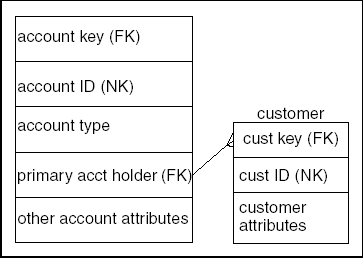 account key (FK)
account ID (NK)
account type
primary acct holder (FK)
other account attributes
customer
cust key (FK)
cust ID (NK)
customer
attributes